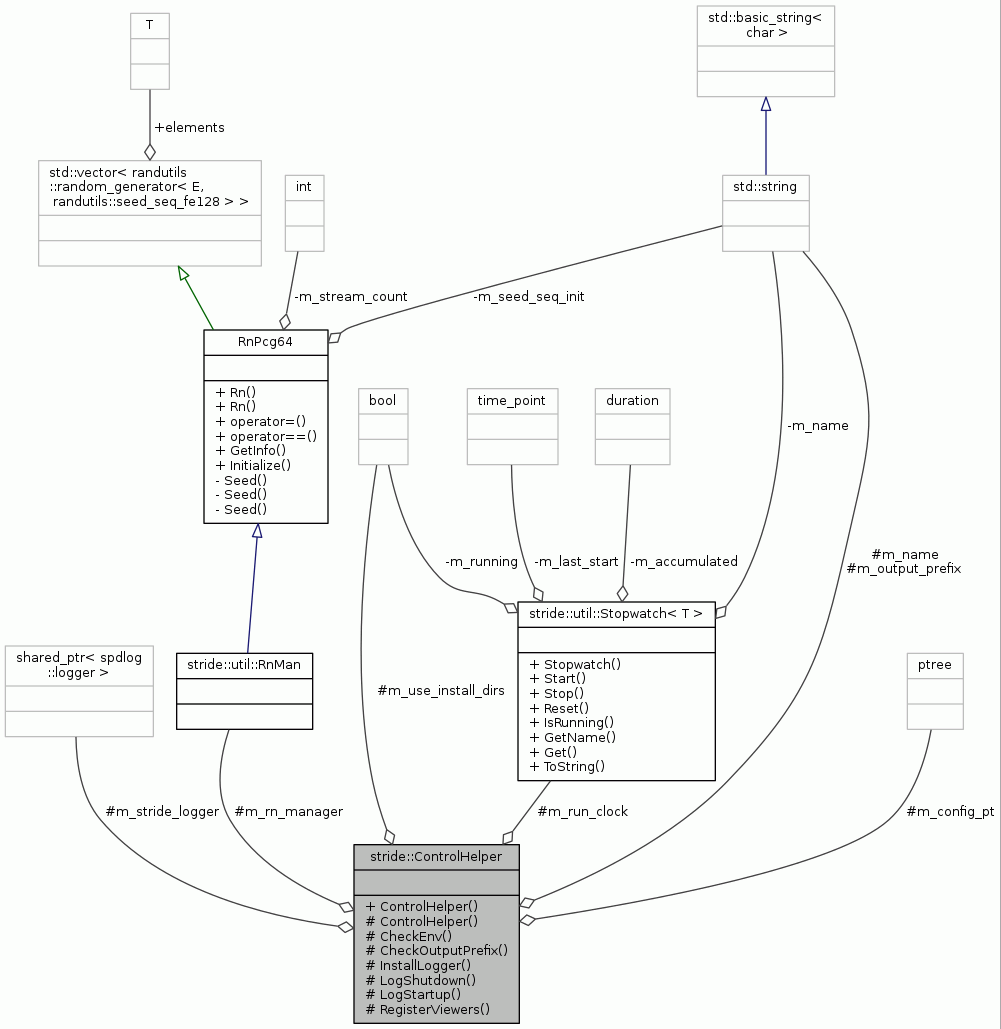 T
std::basic_string<
char >
+elements
std::vector< randutils
::random_generator< E,
randutils::seed_seq_fe128 > >
int
std::string
-m_stream_count
-m_seed_seq_init
RnPcg64
+ Rn()
+ Rn()
+ operator=()
+ operator==()
+ GetInfo()
+ Initialize()
- Seed()
- Seed()
- Seed()
bool
time_point
duration
-m_name
-m_running
-m_last_start
-m_accumulated
#m_name
#m_output_prefix
stride::util::Stopwatch< T >
+ Stopwatch()
+ Start()
+ Stop()
+ Reset()
+ IsRunning()
+ GetName()
+ Get()
+ ToString()
shared_ptr< spdlog
::logger >
stride::util::RnMan
ptree
#m_use_install_dirs
#m_stride_logger
#m_rn_manager
#m_run_clock
#m_config_pt
stride::ControlHelper
+ ControlHelper()
# ControlHelper()
# CheckEnv()
# CheckOutputPrefix()
# InstallLogger()
# LogShutdown()
# LogStartup()
# RegisterViewers()